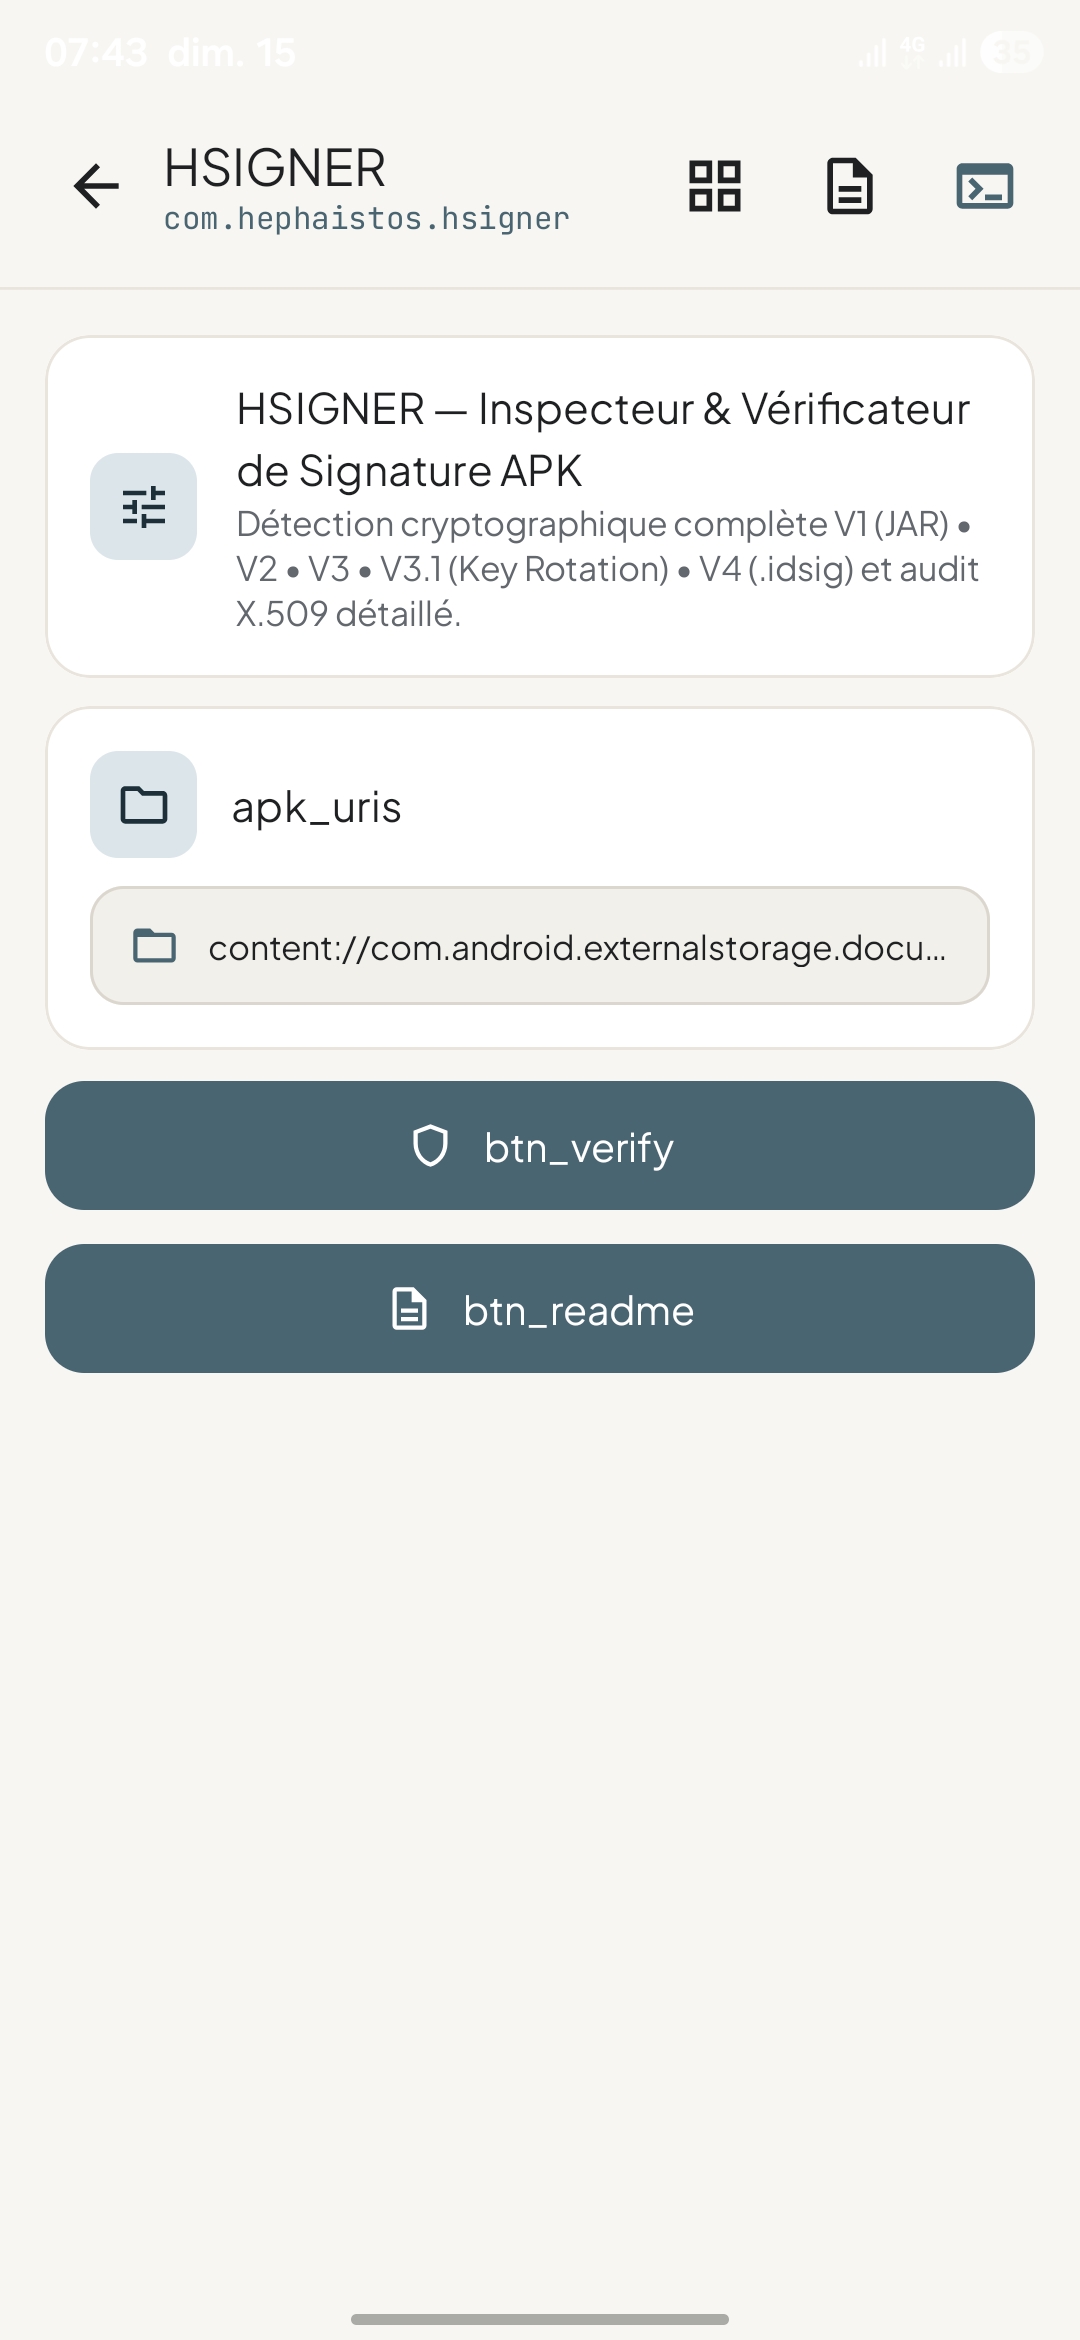 07:43 dim. 15
4G
35
HSIGNER
com.hephaistos.hsigner
HSIGNER — Inspecteur & Vérificateur
de Signature APK
Détection cryptographique complète V1 (JAR) •
V2 • V3 • V3.1 (Key Rotation) • V4 (.idsig) et audit
X.509 détaillé.
apk_uris
content://com.android.externalstorage.docu...
btn_verify
btn_readme